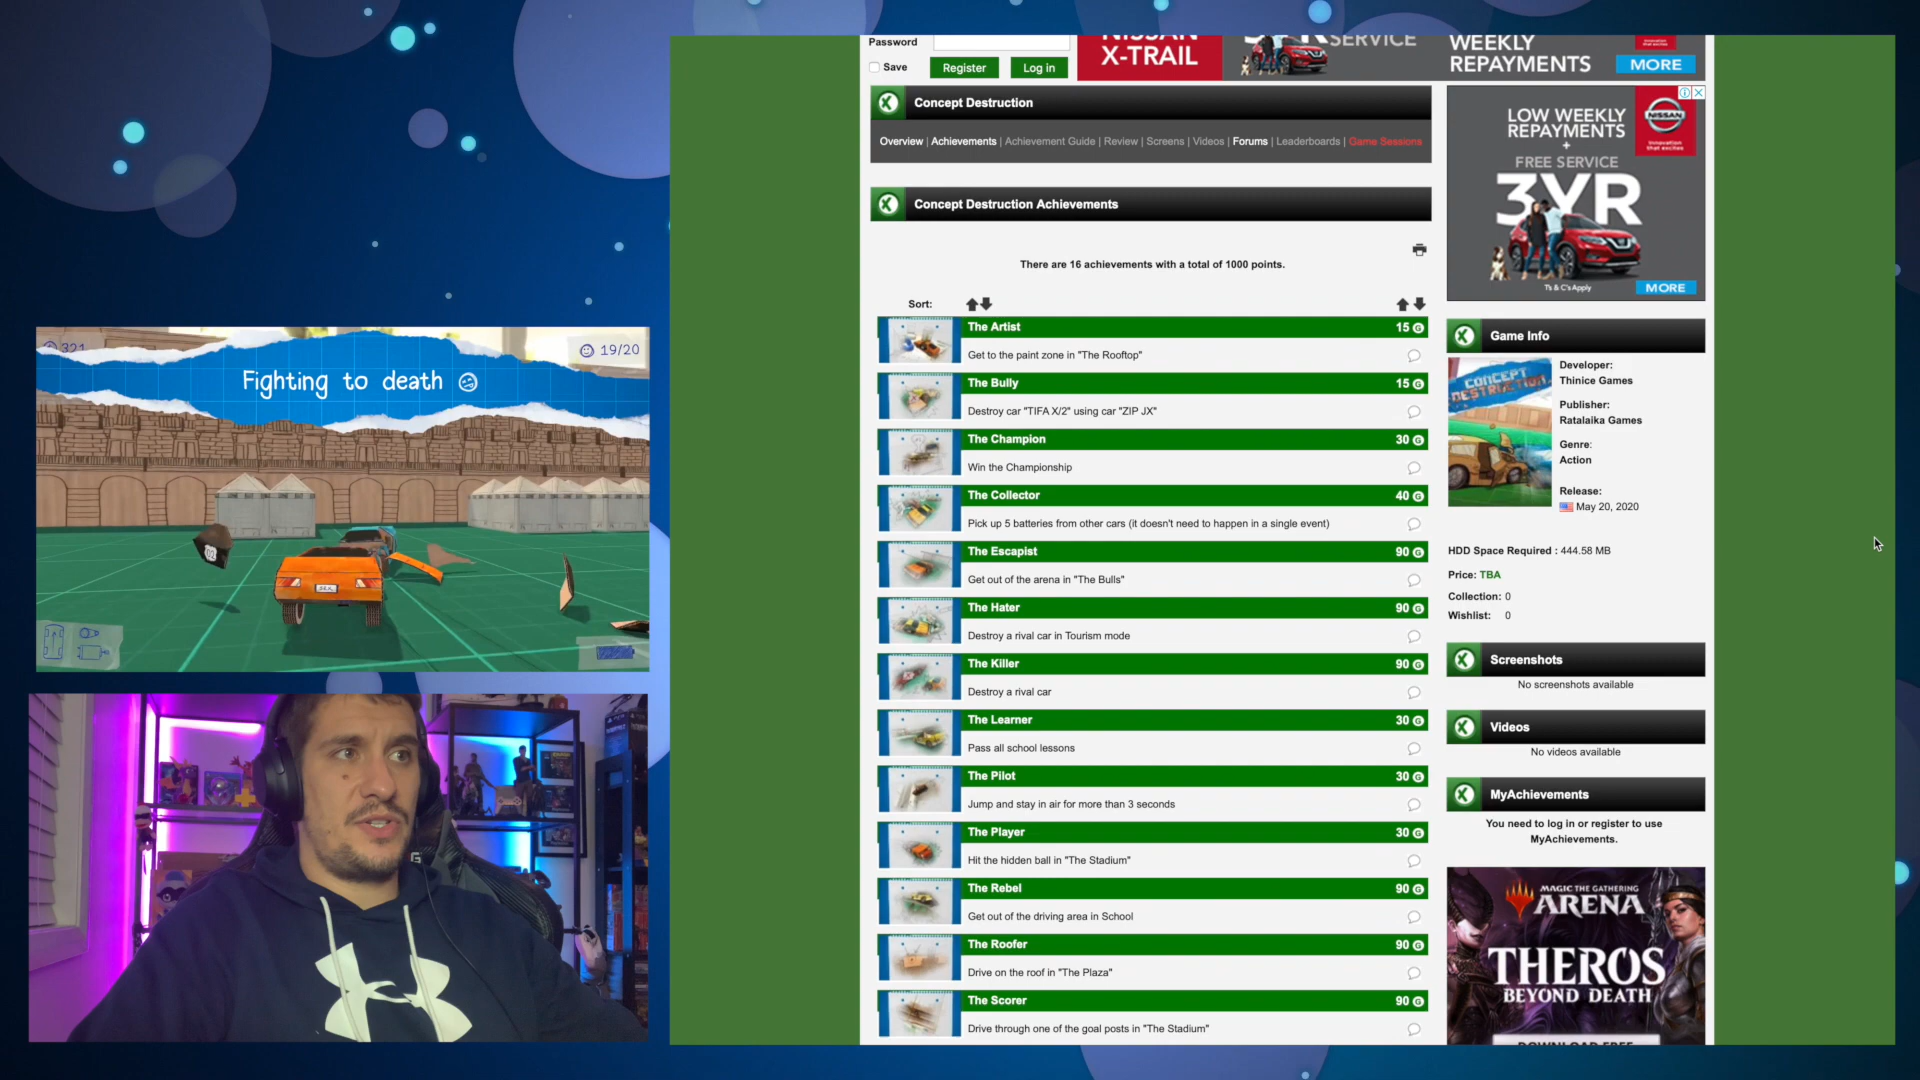 Password
Save
Register
Log in
NISSAN
X-TRAIL
SERVICE
WEEKLY
REPAYMENTS
MORE
Concept Destruction
Overview | Achievements | Achievement Guide | Review | Screens | Videos | Forums | Leaderboards | Game Sessions
Concept Destruction Achievements
There are 16 achievements with a total of 1000 points.
Sort:
The Artist 15 G
Get to the paint zone in "The Rooftop"
The Bully 15 G
Destroy car "TIFA X/2" using car "ZIP JX"
The Champion 30 G
Win the Championship
The Collector 40 G
Pick up 5 batteries from other cars (it doesn't need to happen in a single event)
The Escapist 90 G
Get out of the arena in "The Bulls"
The Hater 90 G
Destroy a rival car in Tourism mode
The Killer 90 G
Destroy a rival car
The Learner 30 G
Pass all school lessons
The Pilot 30 G
Jump and stay in air for more than 3 seconds
The Player 30 G
Hit the hidden ball in "The Stadium"
The Rebel 90 G
Get out of the driving area in School
The Roofer 90 G
Drive on the roof in "The Plaza"
The Scorer 90 G
Drive through one of the goal posts in "The Stadium"
LOW WEEKLY
REPAYMENTS
+
FREE SERVICE
3YR
NISSAN
Innovation
that excites
T's & C's Apply
MORE
Game Info
CONCEPT
DESTRUCTION
Developer:
Thinice Games
Publisher:
Ratalaika Games
Genre:
Action
Release:
May 20, 2020
HDD Space Required : 444.58 MB
Price: TBA
Collection: 0
Wishlist: 0
Screenshots
No screenshots available
Videos
No videos available
MyAchievements
You need to log in or register to use
MyAchievements.
MAGIC THE GATHERING
ARENA
THEROS
BEYOND DEATH
DOWNLOAD FREE
321
19/20
Fighting to death